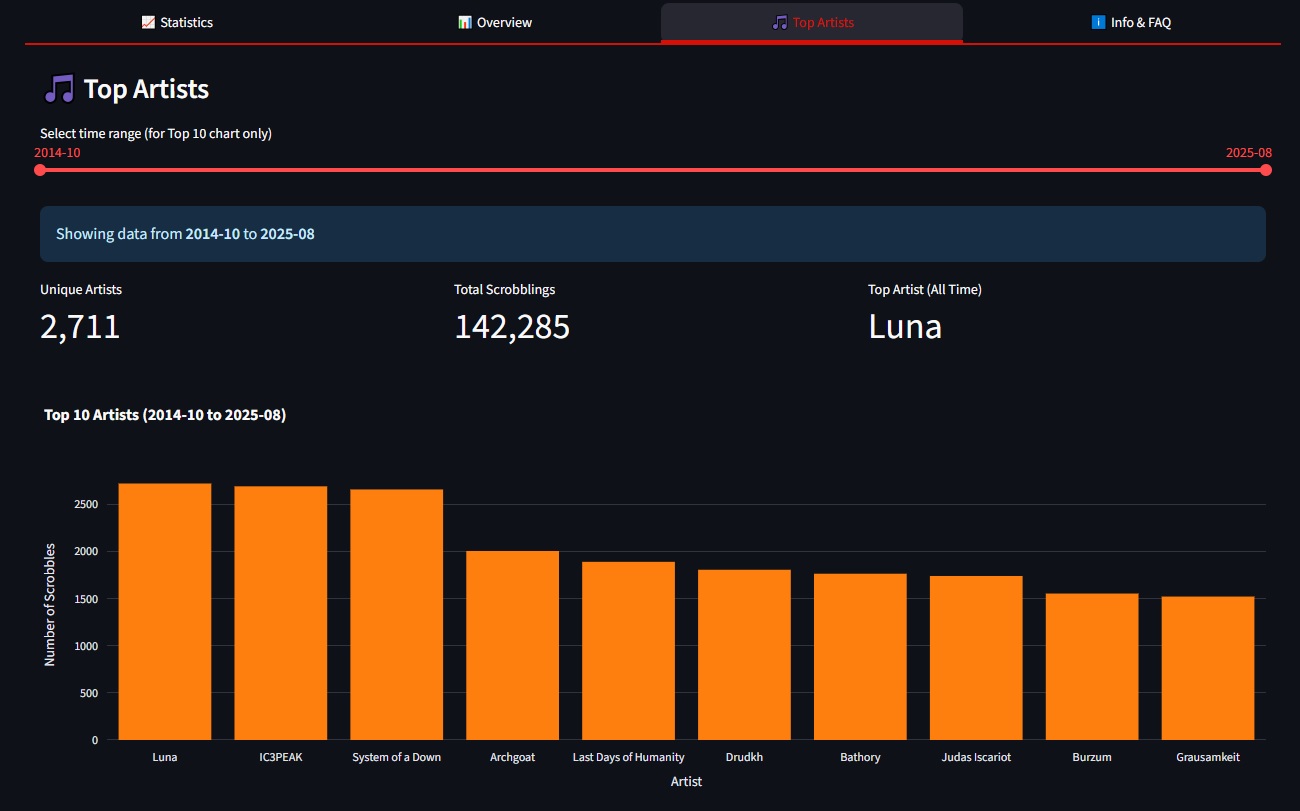 📈 Statistics 📊 Overview 🎵 Top Artists ℹ️ Info & FAQ
🎵 Top Artists
Select time range (for Top 10 chart only)
2014-10 2025-08
Showing data from 2014-10 to 2025-08
Unique Artists Total Scrobblings Top Artist (All Time)
2,711 142,285 Luna
Top 10 Artists (2014-10 to 2025-08)
Number of Scrobbles
2500
2000
1500
1000
500
0
Luna IC3PEAK System of a Down Archgoat Last Days of Humanity Drudkh Bathory Judas Iscariot Burzum Grausamkeit
Artist